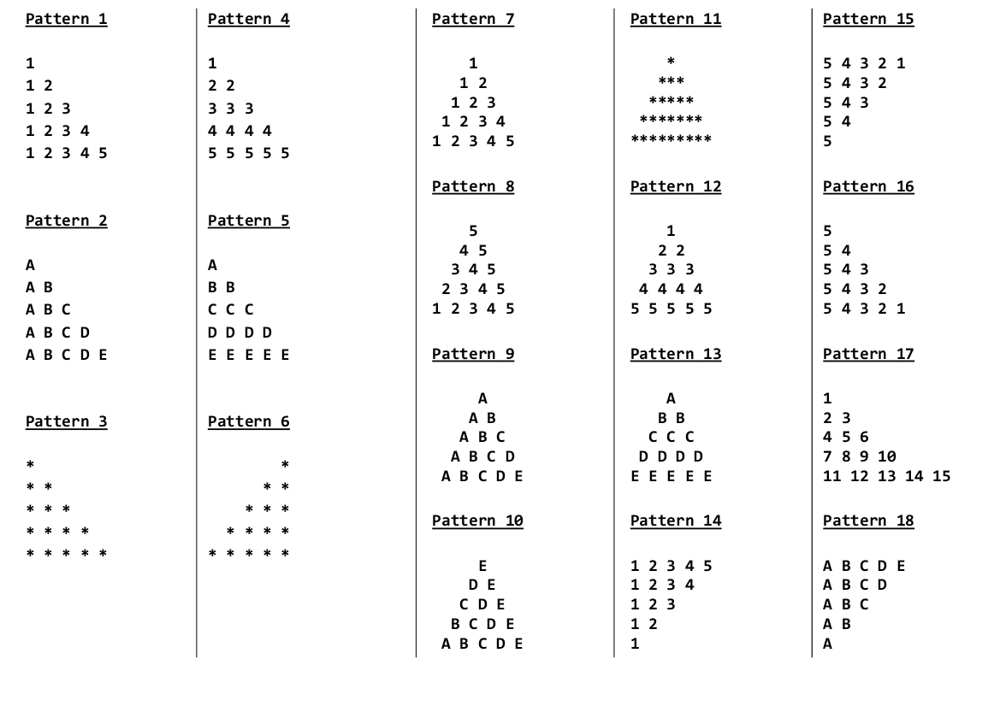 Pattern 1
1
1 2
1 2 3
1 2 3 4
1 2 3 4 5
Pattern 2
A
A B
A B C
A B C D
A B C D E
Pattern 3
*
* *
* * *
* * * *
* * * * *
Pattern 4
1
2 2
3 3 3
4 4 4 4
5 5 5 5 5
Pattern 5
A
B B
C C C
D D D D
E E E E E
Pattern 6
*
* *
* * *
* * * *
* * * * *
Pattern 7
1
1 2
1 2 3
1 2 3 4
1 2 3 4 5
Pattern 8
5
4 5
3 4 5
2 3 4 5
1 2 3 4 5
Pattern 9
A
A B
A B C
A B C D
A B C D E
Pattern 10
E
D E
C D E
B C D E
A B C D E
Pattern 11
*
***
*****
*******
*********
Pattern 12
1
2 2
3 3 3
4 4 4 4
5 5 5 5 5
Pattern 13
A
B B
C C C
D D D D
E E E E E
Pattern 14
1 2 3 4 5
1 2 3 4
1 2 3
1 2
1
Pattern 15
5 4 3 2 1
5 4 3 2
5 4 3
5 4
5
Pattern 16
5
5 4
5 4 3
5 4 3 2
5 4 3 2 1
Pattern 17
1
2 3
4 5 6
7 8 9 10
11 12 13 14 15
Pattern 18
A B C D E
A B C D
A B C
A B
A